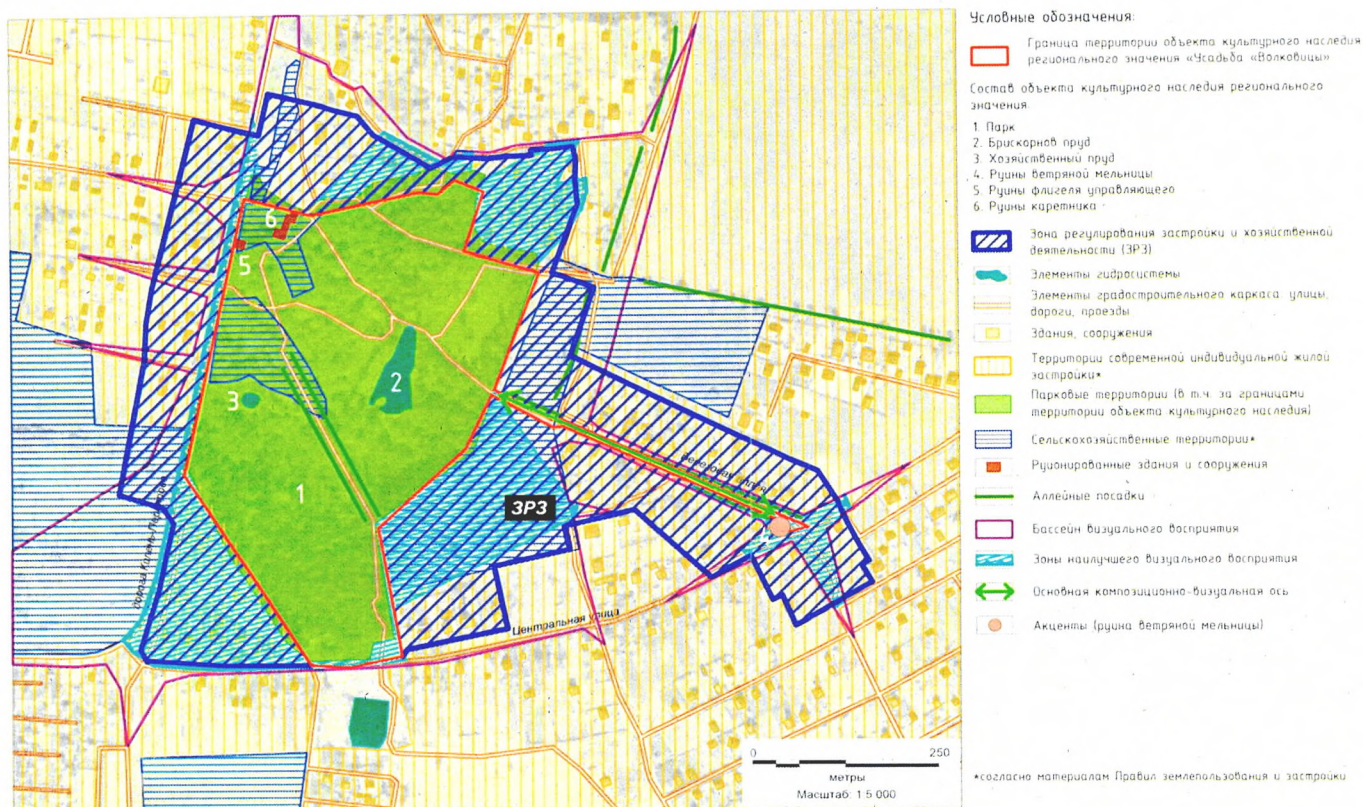 Условные обозначения:
Граница территории объекта культурного наследия
регионального значения «Усадьба «Волковицы»
Состав объекта культурного наследия регионального
значения
1. Парк
2. Брискорнов пруд
3. Хозяйственный пруд
4. Руины ветряной мельницы
5. Руины флигеля управляющего
6. Руины каретника
Зона регулирования застройки и хозяйственной
деятельности (ЗРЗ)
Элементы гидросистемы
Элементы градостроительного каркаса: улицы,
дороги, проезды
Здания, сооружения
Территории современной индивидуальной жилой
застройки*
Парковые территории (в т.ч. за границами
территории объекта культурного наследия)
Сельскохозяйственные территории*
Руинированные здания и сооружения
Аллейные посадки
Бассейн визуального восприятия
Зоны наилучшего визуального восприятия
Основная композиционно-визуальная ось
Акценты (руина ветряной мельницы)
*согласно материалам Правил землепользования и застройки
6
5
2
3
1
ЗРЗ
4
Дорога
Центральная улица
0 250
метры
Масштаб: 1:5 000